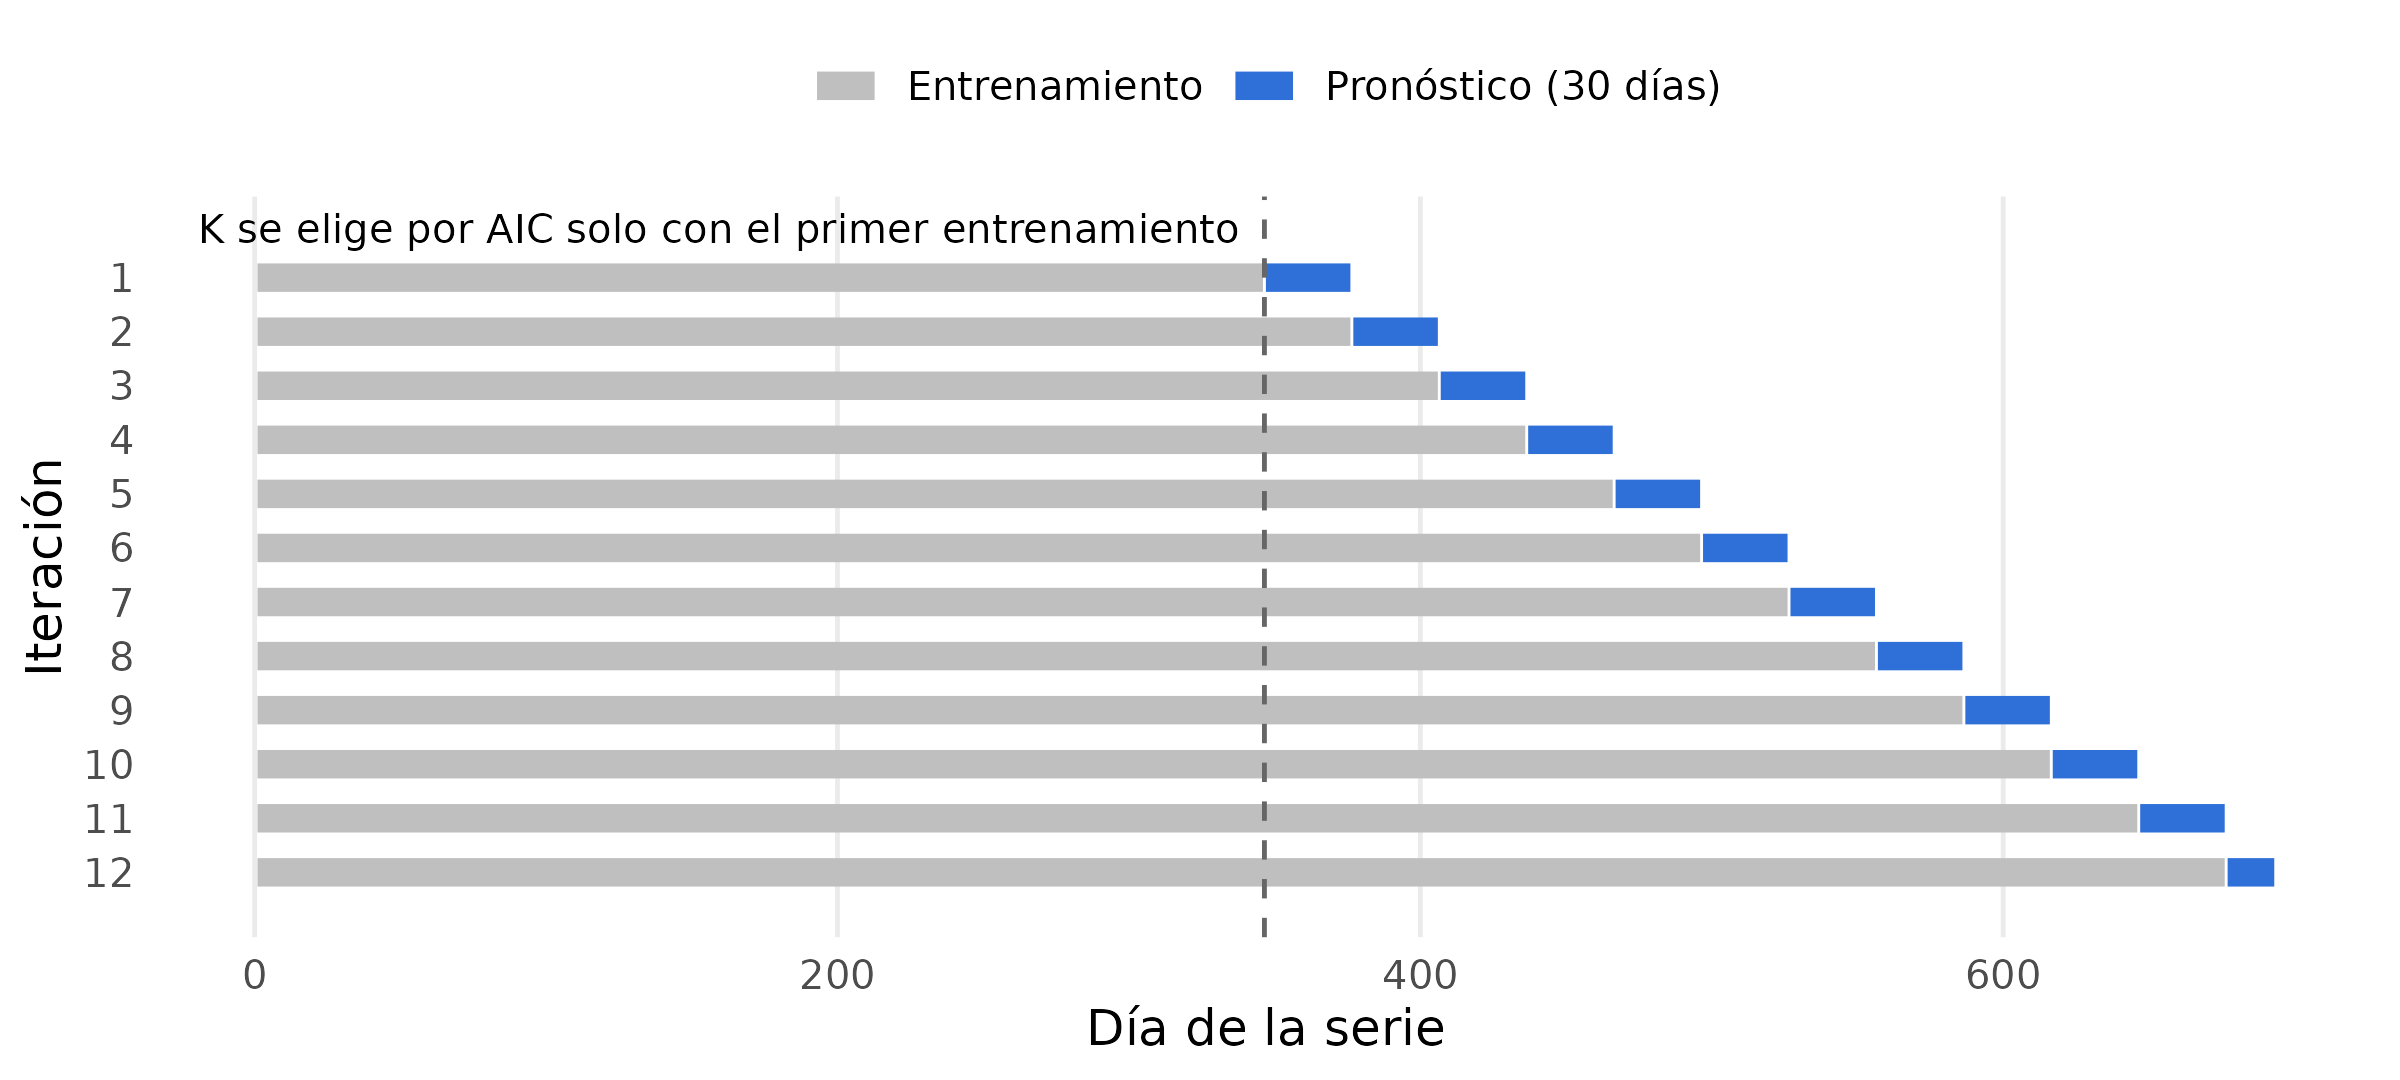 Entrenamiento Pronóstico (30 días)
K se elige por AIC solo con el primer entrenamiento
1
2
3
4
5
6
7
8
9
10
11
12
Iteración
0 200 400 600
Día de la serie